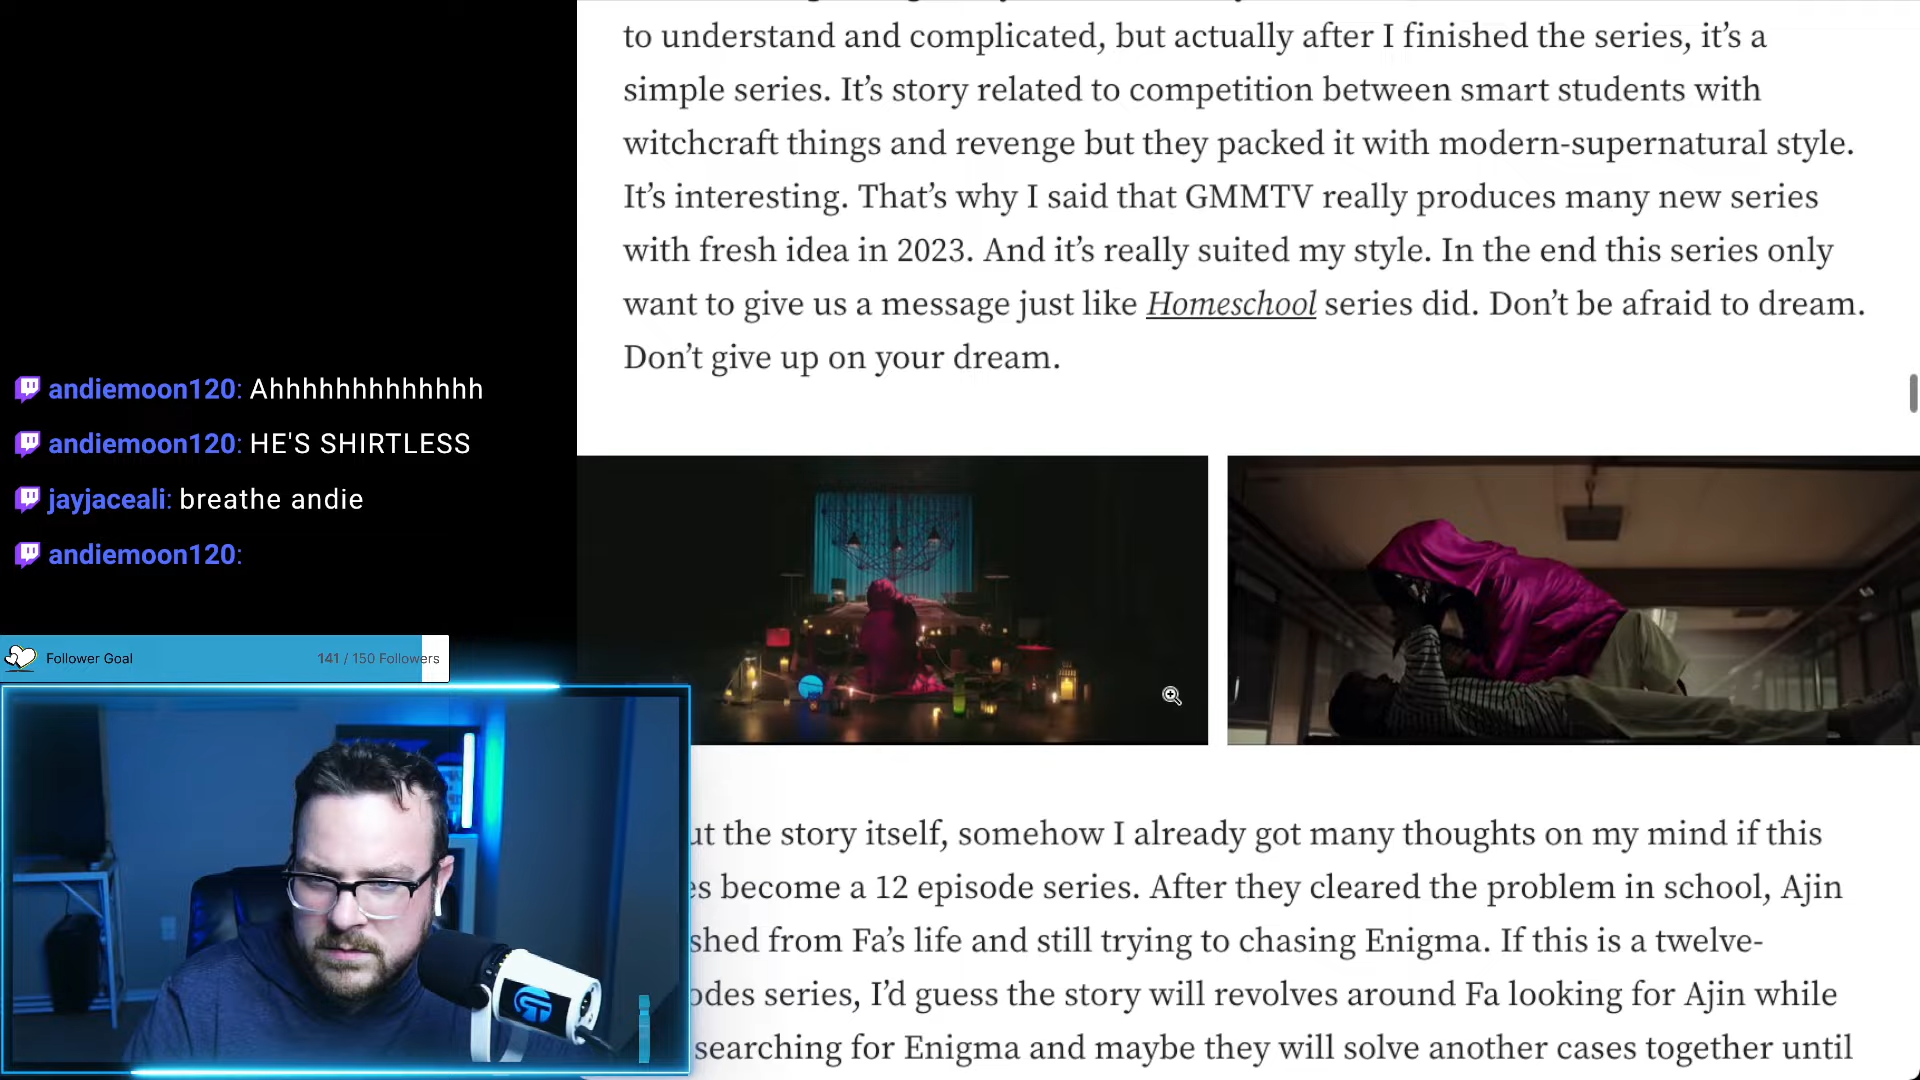 to understand and complicated, but actually after I finished the series, it’s a
simple series. It’s story related to competition between smart students with
witchcraft things and revenge but they packed it with modern-supernatural style.
It’s interesting. That’s why I said that GMMTV really produces many new series
with fresh idea in 2023. And it’s really suited my style. In the end this series only
want to give us a message just like Homeschool series did. Don’t be afraid to dream.
Don’t give up on your dream.
andiemoon120: Ahhhhhhhhhhhhh
andiemoon120: HE'S SHIRTLESS
jayjaceali: breathe andie
andiemoon120:
Follower Goal 141 / 150 Followers
the story itself, somehow I already got many thoughts on my mind if this
become a 12 episode series. After they cleared the problem in school, Ajin
from Fa’s life and still trying to chasing Enigma. If this is a twelve-
series, I’d guess the story will revolves around Fa looking for Ajin while
searching for Enigma and maybe they will solve another cases together until